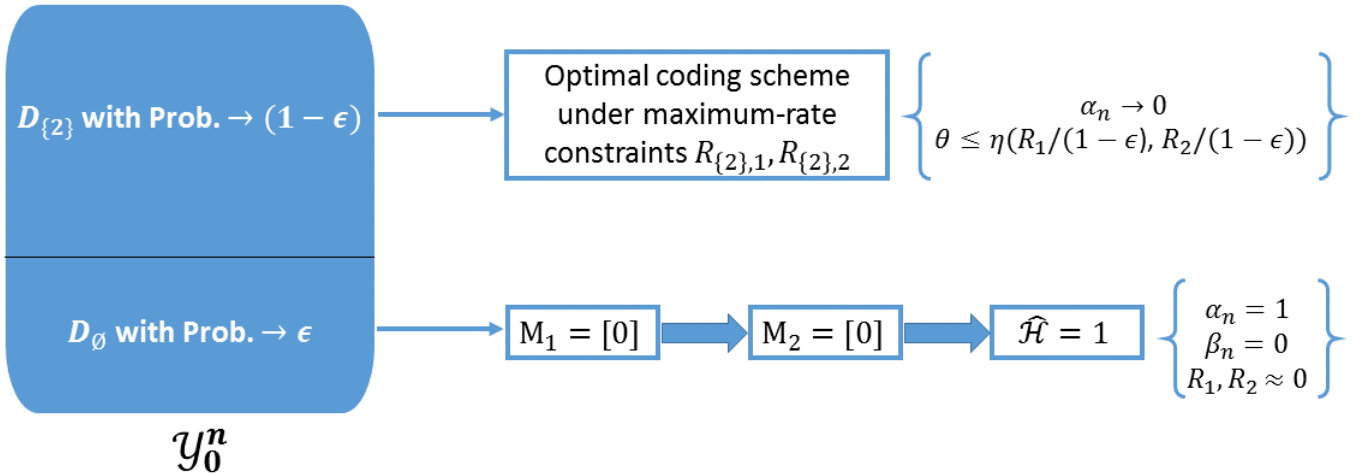 D_{2} with Prob. → (1 − ϵ)
Optimal coding scheme
under maximum-rate
constraints R_{{2},1}, R_{{2},2}
α_n → 0
θ ≤ η(R_1/(1 − ϵ), R_2/(1 − ϵ))
D_∅ with Prob. → ϵ
M_1 = [0]
M_2 = [0]
ℋ̂ = 1
α_n = 1
β_n = 0
R_1, R_2 ≈ 0
𝒴_0^n